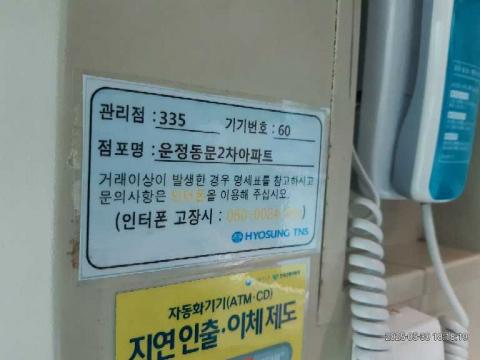 관리점 : 335 기기번호 : 60
점포명 : 운정동문2차아파트
거래이상이 발생한 경우 명세표를 참고하시고
문의사항은 인터폰을 이용해 주십시오.
(인터폰 고장시 : )
HYOSUNG TNS
자동화기기(ATM·CD)
지연 인출·이체 제도